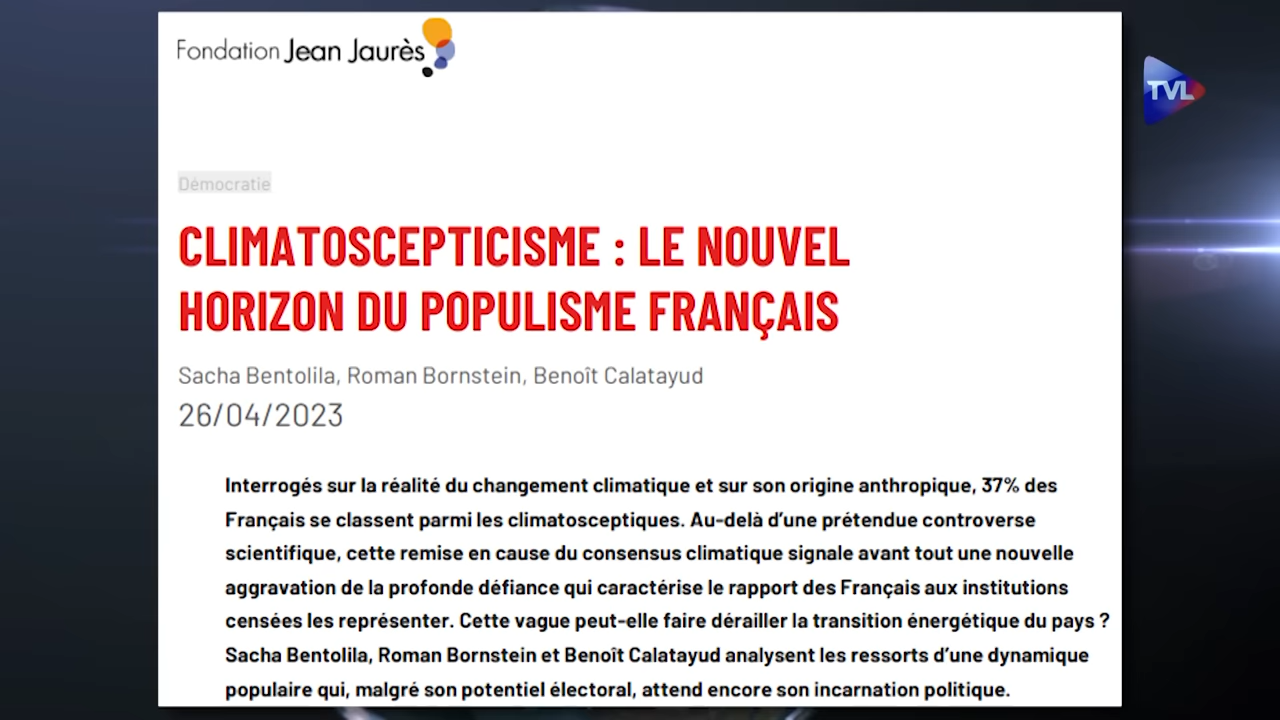 Fondation Jean Jaurès
TVL
Démocratie
CLIMATOSCEPTICISME : LE NOUVEL
HORIZON DU POPULISME FRANÇAIS
Sacha Bentolila, Roman Bornstein, Benoît Calatayud
26/04/2023
Interrogés sur la réalité du changement climatique et sur son origine anthropique, 37% des
Français se classent parmi les climatosceptiques. Au-delà d’une prétendue controverse
scientifique, cette remise en cause du consensus climatique signale avant tout une nouvelle
aggravation de la profonde défiance qui caractérise le rapport des Français aux institutions
censées les représenter. Cette vague peut-elle faire dérailler la transition énergétique du pays ?
Sacha Bentolila, Roman Bornstein et Benoît Calatayud analysent les ressorts d’une dynamique
populaire qui, malgré son potentiel électoral, attend encore son incarnation politique.